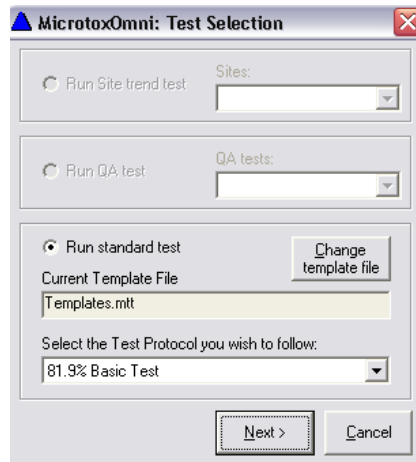 MicrotoxOmni: Test Selection
Run Site trend test
Sites:
Run QA test
QA tests:
Run standard test
Change
template file
Current Template File
Templates.mtt
Select the Test Protocol you wish to follow:
81.9% Basic Test
Next >
Cancel